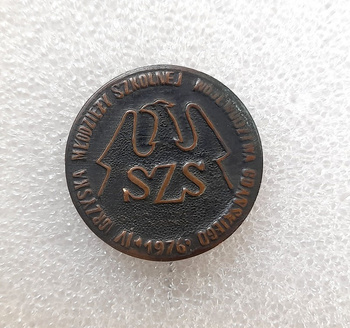 IV IGRZYSKA MŁODZIEŻY SZKOLNEJ WOJEWÓDZTWA GDAŃSKIEGO
1976
SZS